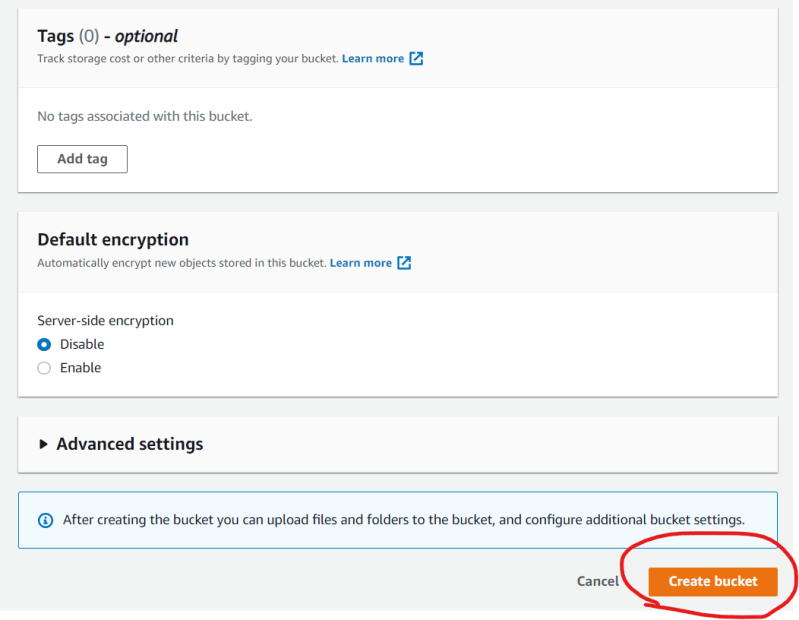 Tags (0) - optional
Track storage cost or other criteria by tagging your bucket. Learn more
No tags associated with this bucket.
Add tag
Default encryption
Automatically encrypt new objects stored in this bucket. Learn more
Server-side encryption
Disable
Enable
Advanced settings
After creating the bucket you can upload files and folders to the bucket, and configure additional bucket settings.
Cancel Create bucket